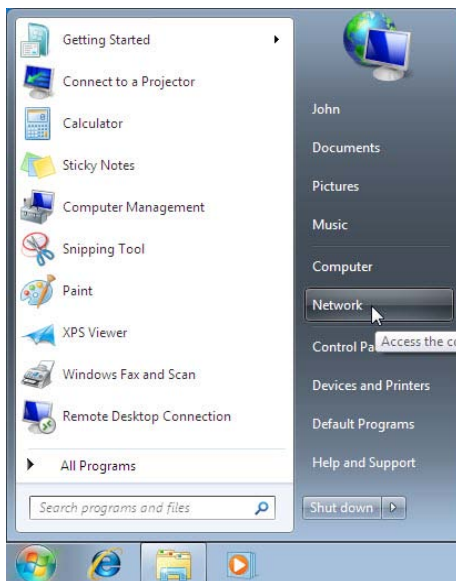 Getting Started
Connect to a Projector
Calculator
Sticky Notes
Computer Management
Snipping Tool
Paint
XPS Viewer
Windows Fax and Scan
Remote Desktop Connection
All Programs
Search programs and files
John
Documents
Pictures
Music
Computer
Network
Access the co
Control Pa
Devices and Printers
Default Programs
Help and Support
Shut down